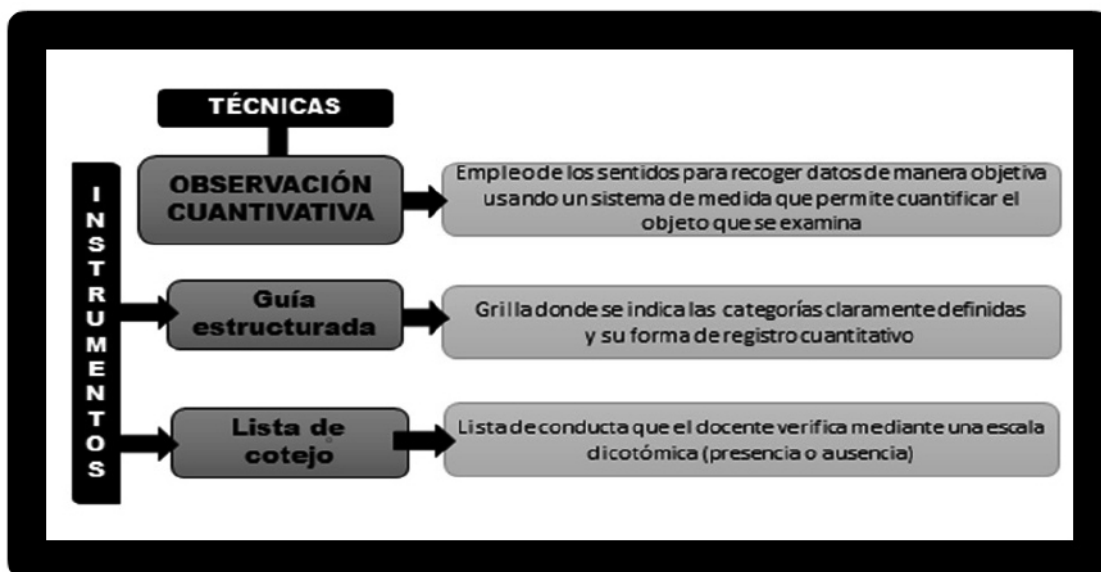 TÉCNICAS
INSTRUMENTOS
OBSERVACIÓN
CUANTIVATIVA
Empleo de los sentidos para recoger datos de manera objetiva
usando un sistema de medida que permite cuantificar el
objeto que se examina
Guía
estructurada
Grilla donde se indica las categorías claramente definidas
y su forma de registro cuantitativo
Lista de
cotejo
Lista de conducta que el docente verifica mediante una escala
dicotómica (presencia o ausencia)